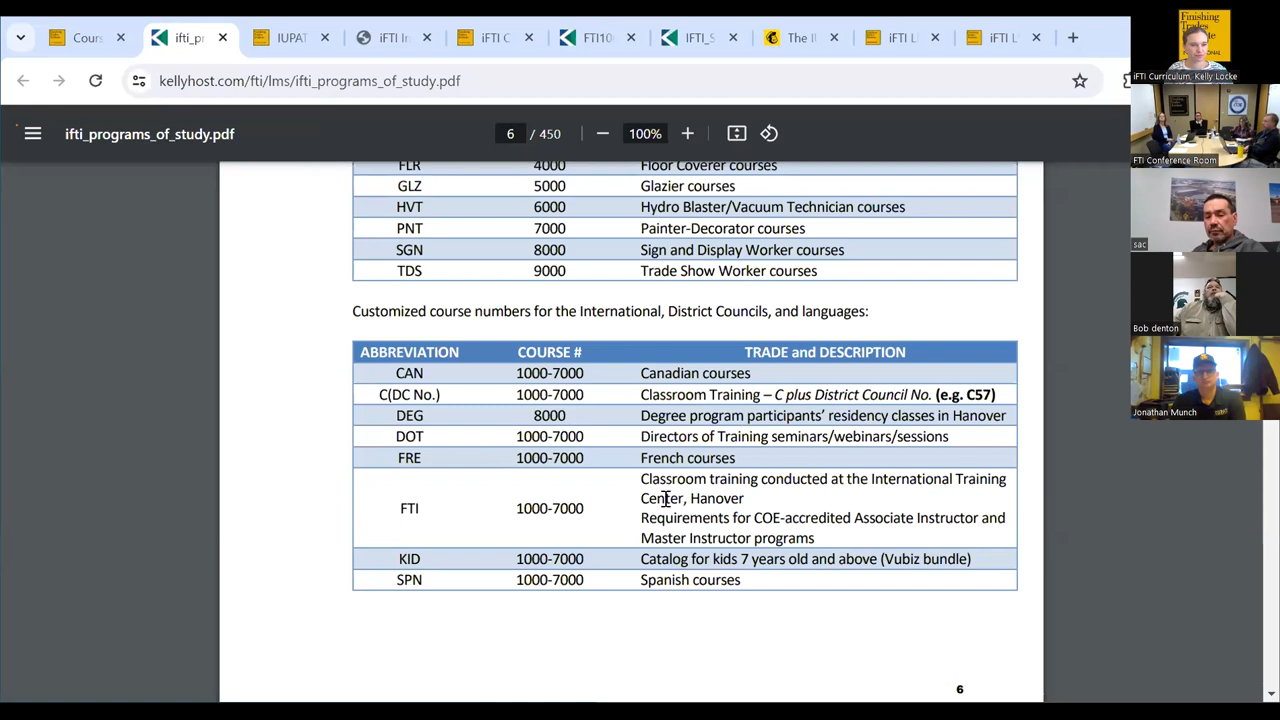 Cours
ifti_pr
IUPAT
iFTI In
FTI10
IFTI_S
The II
iFTI Li
iFTI L
kellyhost.com/fti/lms/ifti_programs_of_study.pdf
ifti_programs_of_study.pdf
6 / 450
100%
FLR 4000 Floor Coverer courses
GLZ 5000 Glazier courses
HVT 6000 Hydro Blaster/Vacuum Technician courses
PNT 7000 Painter-Decorator courses
SGN 8000 Sign and Display Worker courses
TDS 9000 Trade Show Worker courses
Customized course numbers for the International, District Councils, and languages:
ABBREVIATION COURSE # TRADE and DESCRIPTION
CAN 1000-7000 Canadian courses
C(DC No.) 1000-7000 Classroom Training – C plus District Council No. (e.g. C57)
DEG 8000 Degree program participants' residency classes in Hanover
DOT 1000-7000 Directors of Training seminars/webinars/sessions
FRE 1000-7000 French courses
FTI 1000-7000 Classroom training conducted at the International Training
Center, Hanover
Requirements for COE-accredited Associate Instructor and
Master Instructor programs
KID 1000-7000 Catalog for kids 7 years old and above (Vubiz bundle)
SPN 1000-7000 Spanish courses
6
Finishing
Trades
iFTI Curriculum: Kelly Locke
FTI Conference Room
sac
Bob denton
Jonathan Munch